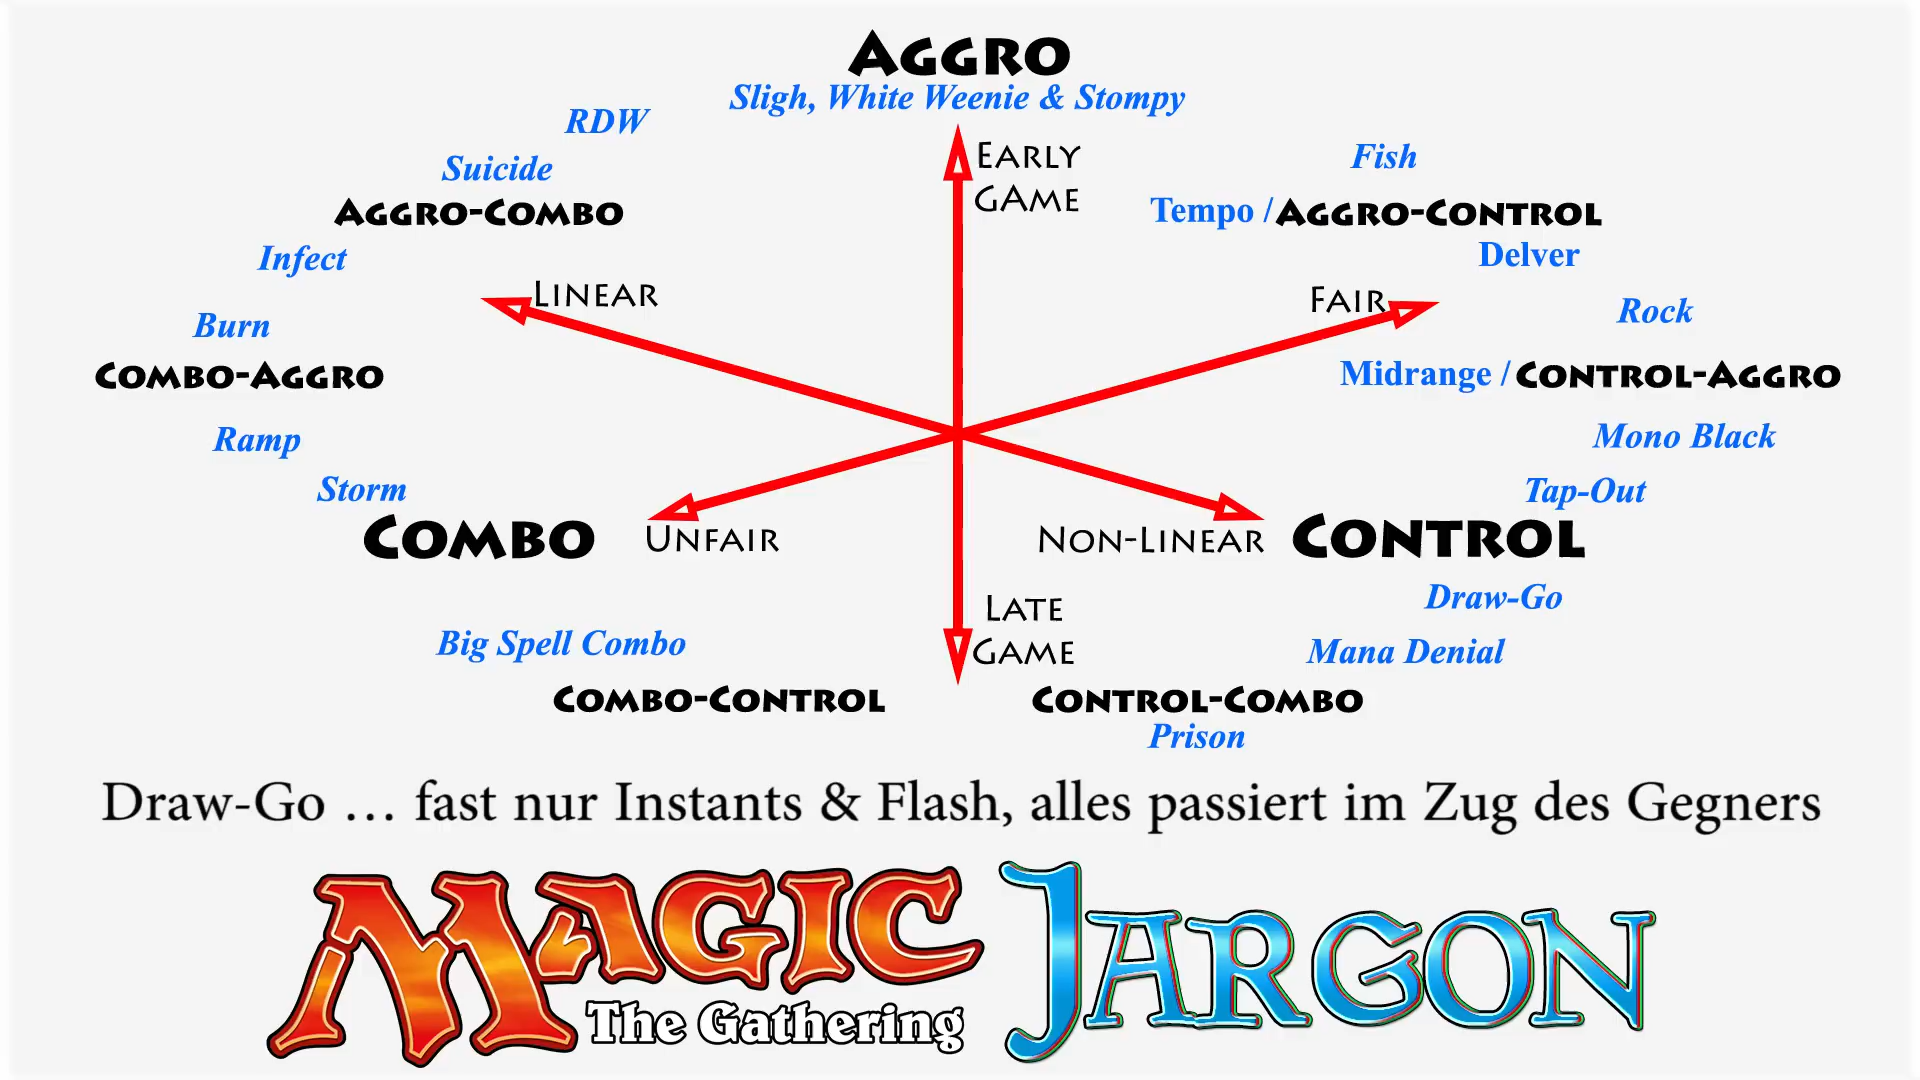 AGGRO
Sligh, White Weenie & Stompy
RDW
EARLY
GAME
Fish
Suicide
AGGRO-COMBO
Tempo / AGGRO-CONTROL
Infect
Delver
LINEAR
FAIR
Rock
Burn
COMBO-AGGRO
Midrange / CONTROL-AGGRO
Ramp
Mono Black
Storm
Tap-Out
COMBO
UNFAIR
NON-LINEAR
CONTROL
Draw-Go
LATE
GAME
Big Spell Combo
Mana Denial
COMBO-CONTROL
CONTROL-COMBO
Prison
Draw-Go … fast nur Instants & Flash, alles passiert im Zug des Gegners
MAGIC
The Gathering
JARGON